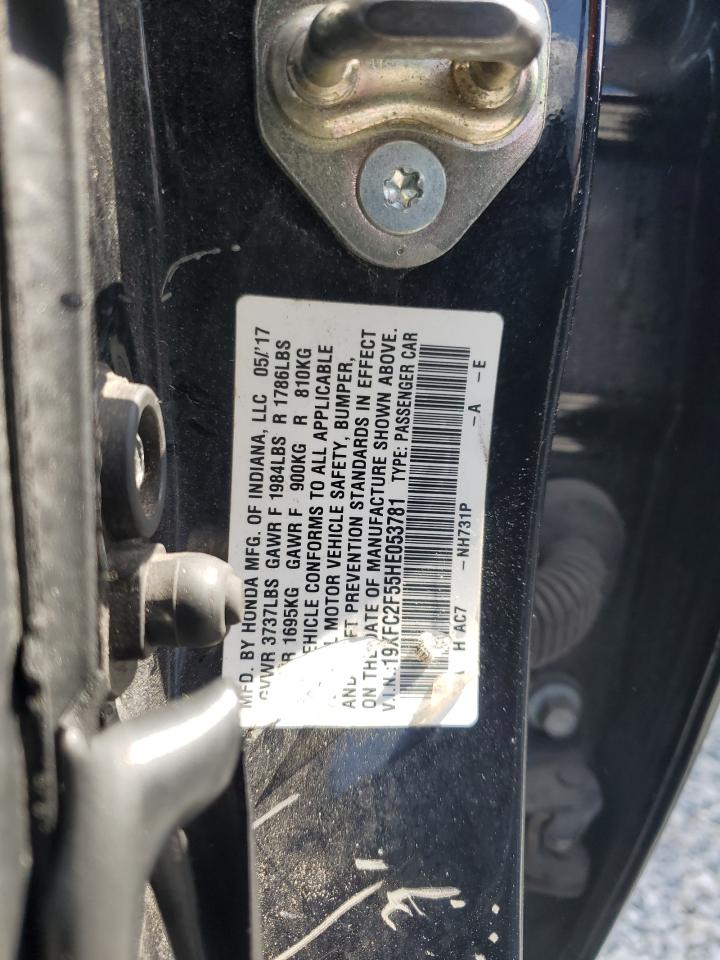 MFD. BY HONDA MFG. OF INDIANA, LLC 05/'17
GVWR 3737LBS GAWR F 1984LBS R 1786LBS
1695KG GAWR F 900KG R 810KG
VEHICLE CONFORMS TO ALL APPLICABLE
MOTOR VEHICLE SAFETY, BUMPER,
AND PREVENTION STANDARDS IN EFFECT
ON THE DATE OF MANUFACTURE SHOWN ABOVE.
V.I.N.:19XFC2F55HE053781 TYPE: PASSENGER CAR
H AC7 -NH731P -A -E